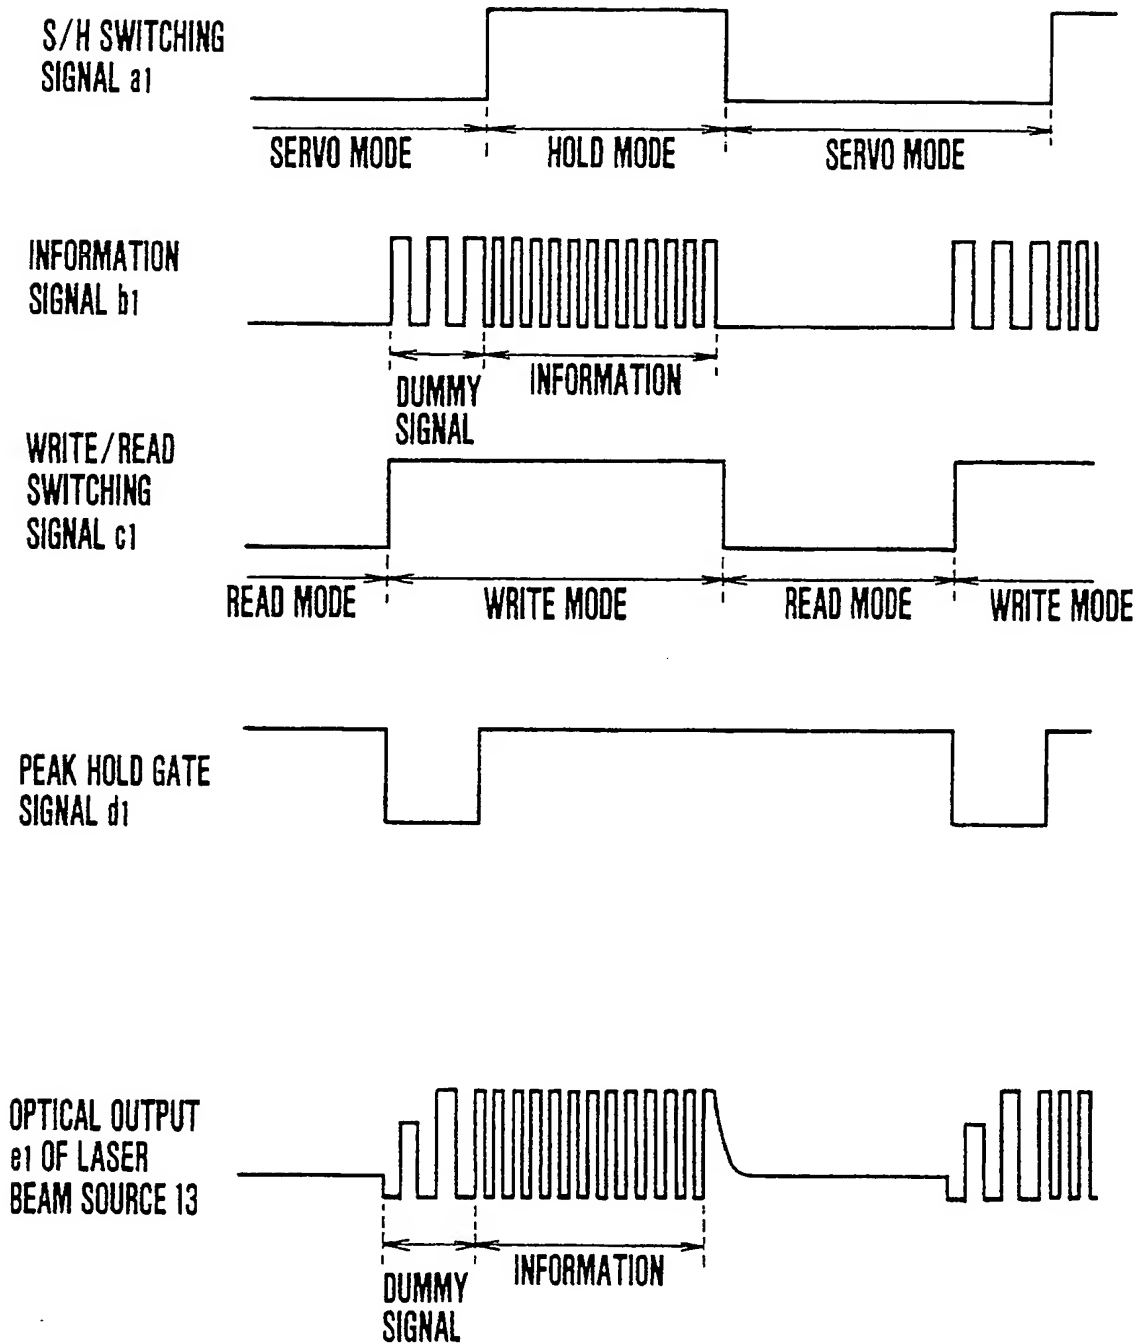 S/H SWITCHING
SIGNAL a1
SERVO MODE HOLD MODE SERVO MODE
INFORMATION
SIGNAL b1
DUMMY
SIGNAL
INFORMATION
WRITE/READ
SWITCHING
SIGNAL c1
READ MODE WRITE MODE READ MODE WRITE MODE
PEAK HOLD GATE
SIGNAL d1
OPTICAL OUTPUT
e1 OF LASER
BEAM SOURCE 13
DUMMY
SIGNAL
INFORMATION